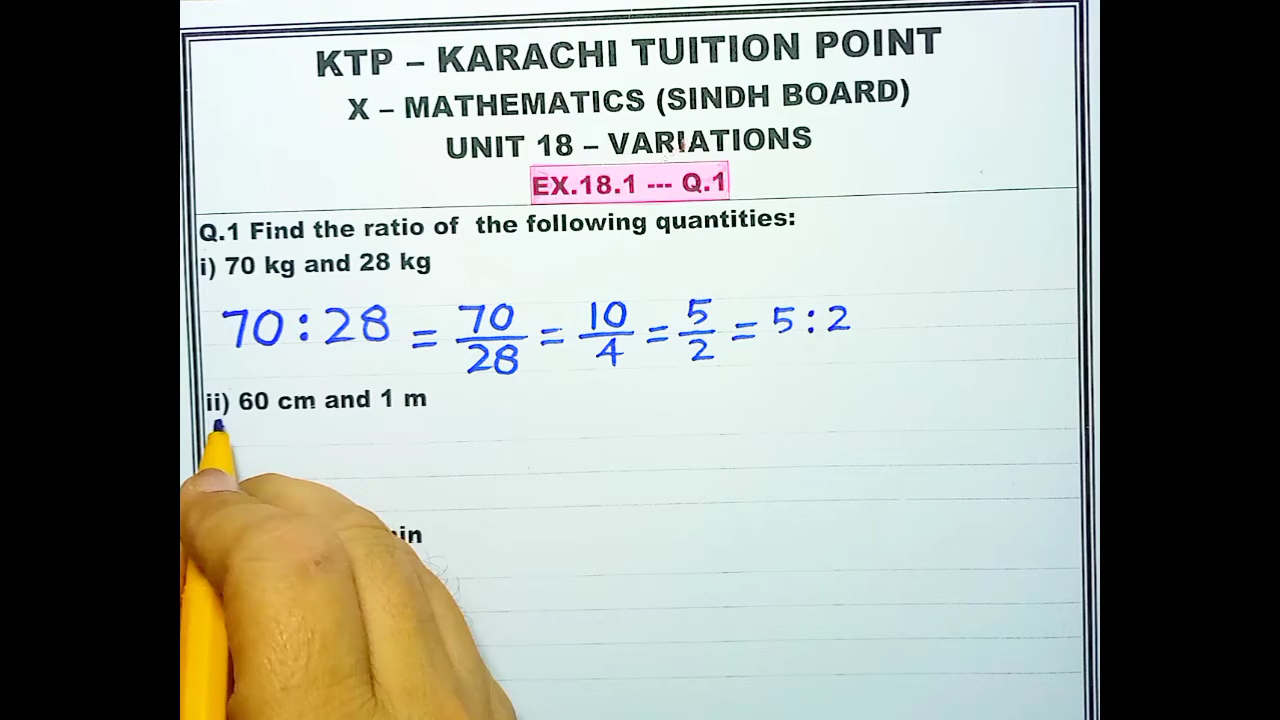 KTP – KARACHI TUITION POINT
X – MATHEMATICS (SINDH BOARD)
UNIT 18 – VARIATIONS
EX.18.1 --- Q.1
Q.1 Find the ratio of the following quantities:
i) 70 kg and 28 kg
70 : 28 = 70/28 = 10/4 = 5/2 = 5 : 2
ii) 60 cm and 1 m